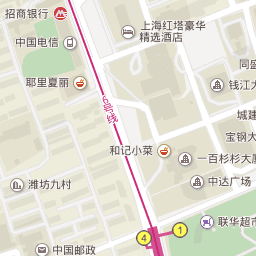 招商银行
上海红塔豪华
精选酒店
中国电信
同盛
耶里夏丽
钱江大
6号线
城建
宝钢大
和记小菜
一百杉杉大厦
中达广场
潍坊九村
联华超市
4
1
中国邮政